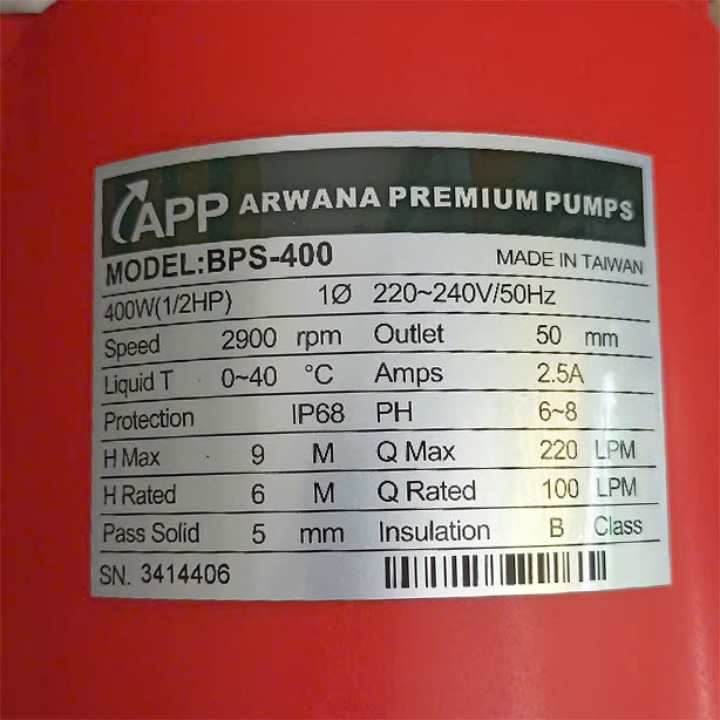 APP ARWANA PREMIUM PUMPS
MODEL:BPS-400 MADE IN TAIWAN
400W(1/2HP) 1Ø 220~240V/50Hz
Speed 2900 rpm Outlet 50 mm
Liquid T 0~40 °C Amps 2.5A
Protection IP68 PH 6~8
H Max 9 M Q Max 220 LPM
H Rated 6 M Q Rated 100 LPM
Pass Solid 5 mm Insulation B Class
SN. 3414406